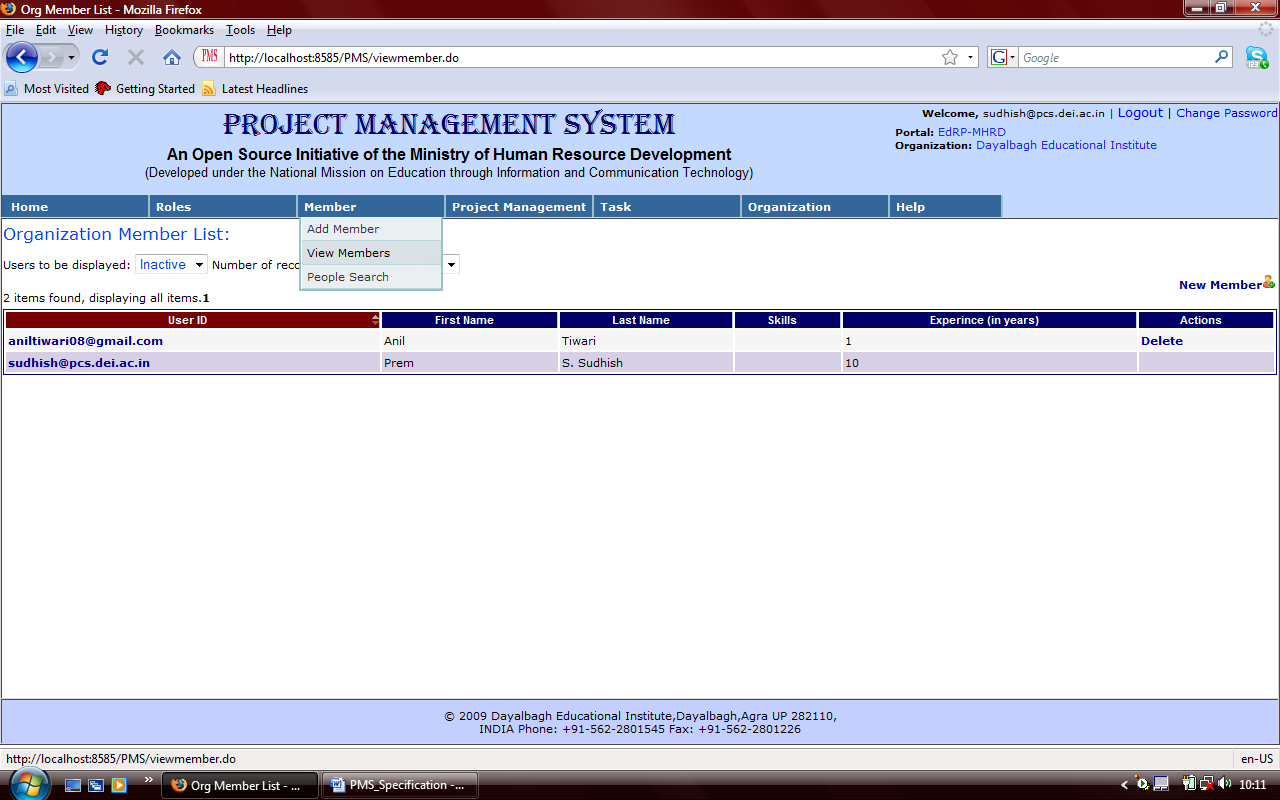 Org Member List - Mozilla Firefox
File Edit View History Bookmarks Tools Help
PMS http://localhost:8585/PMS/viewmember.do G Google
Most Visited Getting Started Latest Headlines
PROJECT MANAGEMENT SYSTEM
An Open Source Initiative of the Ministry of Human Resource Development
(Developed under the National Mission on Education through Information and Communication Technology)
Welcome, sudhish@pcs.dei.ac.in | Logout | Change Password
Portal: EdRP-MHRD
Organization: Dayalbagh Educational Institute
Home Roles Member Project Management Task Organization Help
Add Member
View Members
People Search
Organization Member List:
Users to be displayed: Inactive Number of reco
New Member
2 items found, displaying all items.1
User ID First Name Last Name Skills Experince (in years) Actions
aniltiwari08@gmail.com Anil Tiwari 1 Delete
sudhish@pcs.dei.ac.in Prem S. Sudhish 10
© 2009 Dayalbagh Educational Institute,Dayalbagh,Agra UP 282110,
INDIA Phone: +91-562-2801545 Fax: +91-562-2801226
http://localhost:8585/PMS/viewmember.do en-US
Org Member List - ... PMS_Specification -... 10:11